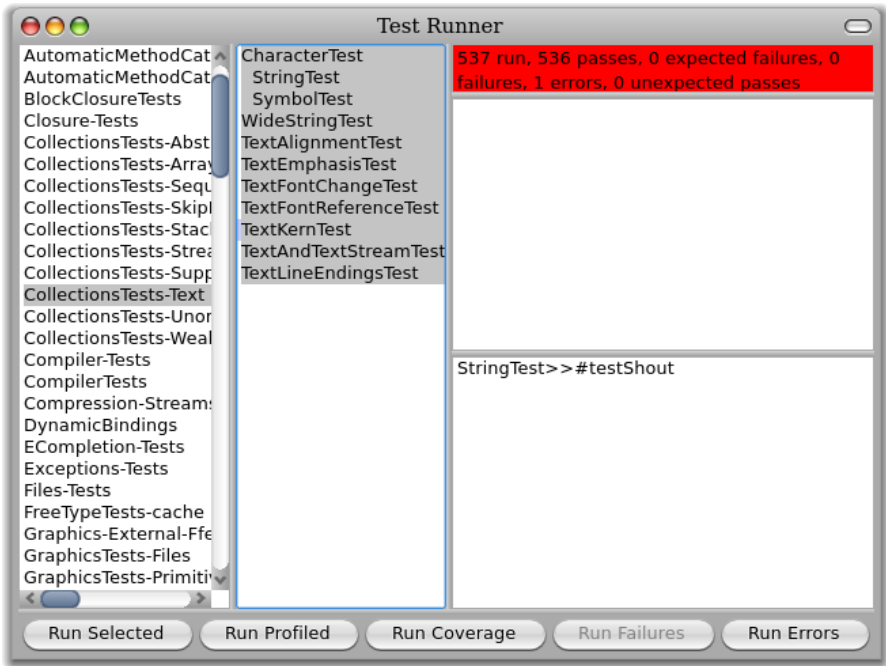 Test Runner
AutomaticMethodCat
AutomaticMethodCat
BlockClosureTests
Closure-Tests
CollectionsTests-Abst
CollectionsTests-Array
CollectionsTests-Sequ
CollectionsTests-Skipl
CollectionsTests-Stac
CollectionsTests-Strea
CollectionsTests-Supp
CollectionsTests-Text
CollectionsTests-Unor
CollectionsTests-Weal
Compiler-Tests
CompilerTests
Compression-Streams
DynamicBindings
ECompletion-Tests
Exceptions-Tests
Files-Tests
FreeTypeTests-cache
Graphics-External-Ffe
GraphicsTests-Files
GraphicsTests-Primiti
CharacterTest
StringTest
SymbolTest
WideStringTest
TextAlignmentTest
TextEmphasisTest
TextFontChangeTest
TextFontReferenceTest
TextKernTest
TextAndTextStreamTest
TextLineEndingsTest
537 run, 536 passes, 0 expected failures, 0
failures, 1 errors, 0 unexpected passes
StringTest>>#testShout
Run Selected
Run Profiled
Run Coverage
Run Failures
Run Errors